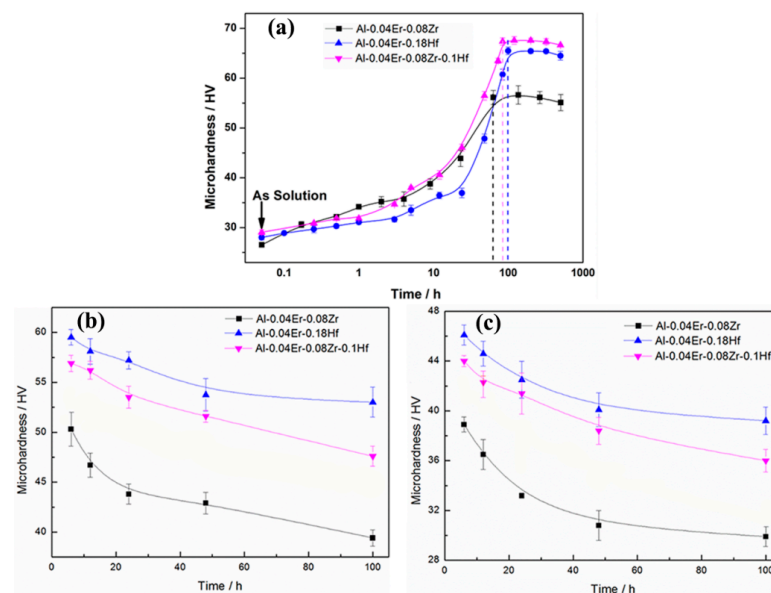 (a)
Al-0.04Er-0.08Zr
Al-0.04Er-0.18Hf
Al-0.04Er-0.08Zr-0.1Hf
70
60
50
40
30
Microhardness / HV
As Solution
0.1
1
10
100
1000
Time / h
(b)
Al-0.04Er-0.08Zr
Al-0.04Er-0.18Hf
Al-0.04Er-0.08Zr-0.1Hf
60
55
50
45
40
Microhardness / HV
0
20
40
60
80
100
Time / h
(c)
Al-0.04Er-0.08Zr
Al-0.04Er-0.18Hf
Al-0.04Er-0.08Zr-0.1Hf
48
44
40
36
32
28
Microhardness / HV
0
20
40
60
80
100
Time / h